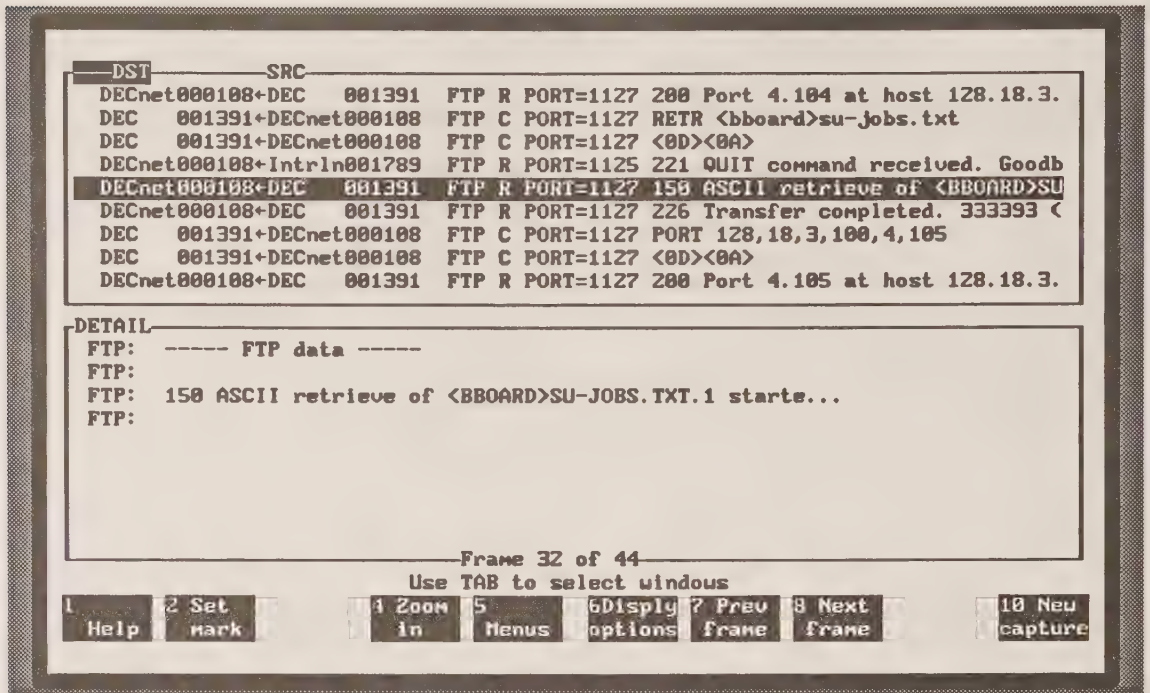 DST SRC
DECnet000108←DEC 001391 FTP R PORT=1127 200 Port 4.104 at host 128.18.3.
DEC 001391←DECnet000108 FTP C PORT=1127 RETR <bboard>su-jobs.txt
DEC 001391←DECnet000108 FTP C PORT=1127 <0D><0A>
DECnet000108←Intrln001789 FTP R PORT=1125 221 QUIT command received. Goodb
DECnet000108←DEC 001391 FTP R PORT=1127 150 ASCII retrieve of <BBOARD>SU
DECnet000108←DEC 001391 FTP R PORT=1127 226 Transfer completed. 333393 (
DEC 001391←DECnet000108 FTP C PORT=1127 PORT 128,18,3,100,4,105
DEC 001391←DECnet000108 FTP C PORT=1127 <0D><0A>
DECnet000108←DEC 001391 FTP R PORT=1127 200 Port 4.105 at host 128.18.3.
DETAIL
FTP: ----- FTP data -----
FTP:
FTP: 150 ASCII retrieve of <BBOARD>SU-JOBS.TXT.1 starte...
FTP:
Frame 32 of 44
Use TAB to select windows
1 Help 2 Set mark 4 Zoom in 5 Menus 6Disply options 7 Prev frame 8 Next frame 10 New capture